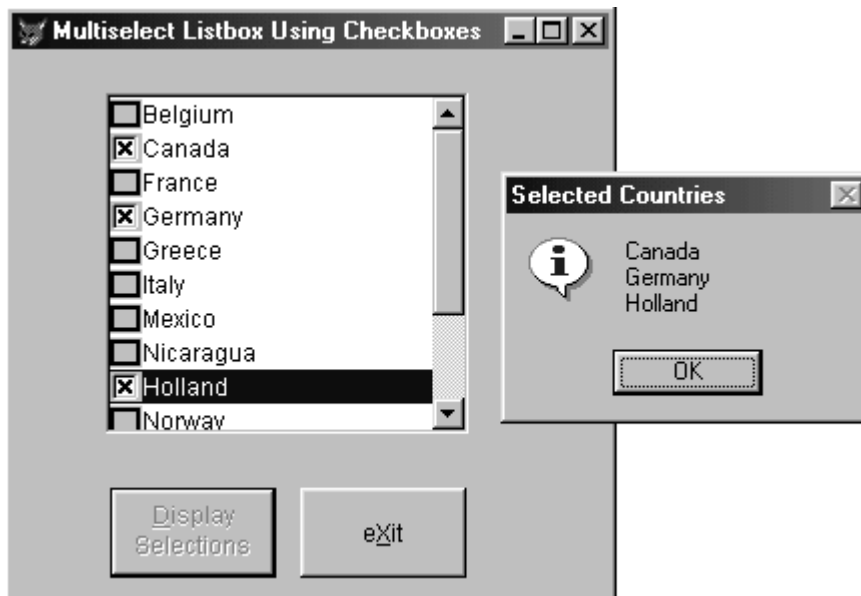 Multiselect Listbox Using Checkboxes
Belgium
Canada
France
Germany
Greece
Italy
Mexico
Nicaragua
Holland
Norway
Display
Selections
eXit
Selected Countries
Canada
Germany
Holland
OK